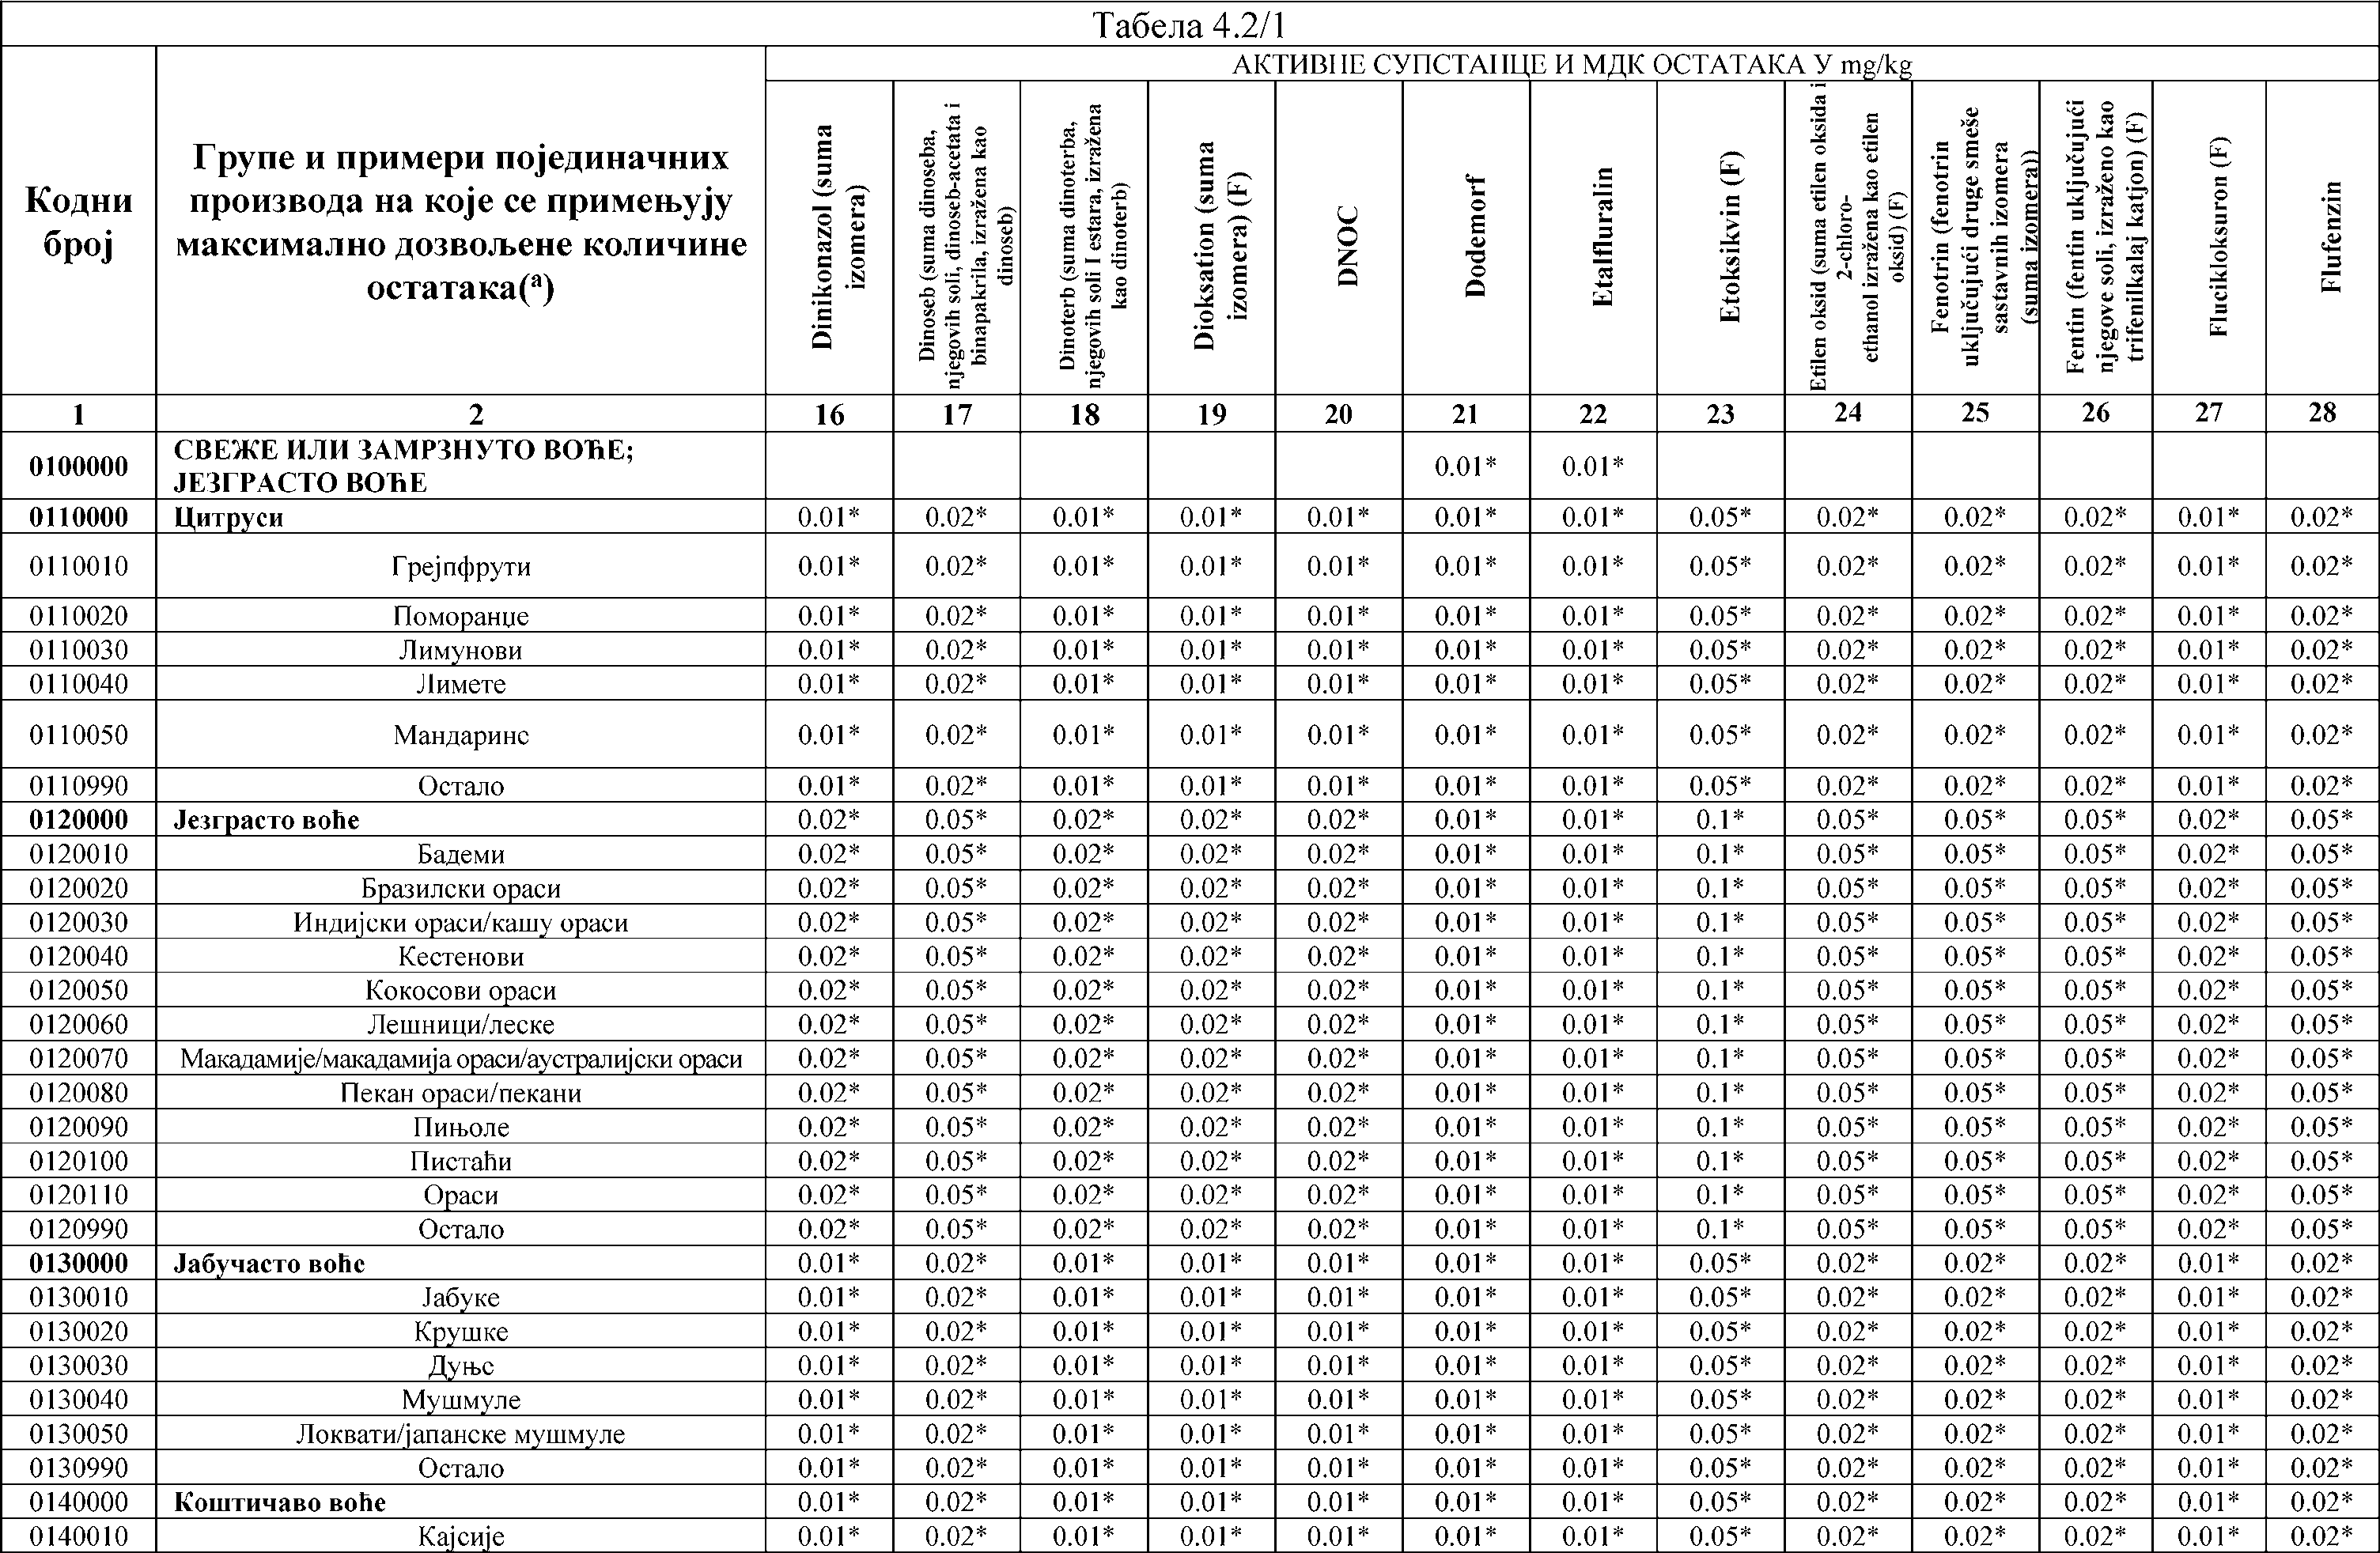 Табела 4.2/1
АКТИВНЕ СУПСТАНЦЕ И МДК ОСТАТАКА У mg/kg
Кодни
број
Групе и примери појединачних
производа на које се примењују
максимално дозвољене количине
остатака(ᵃ)
Dinikonazol (suma
izomera)
Dinoseb (suma dinoseba,
njegovih soli, dinoseb-acetata i
binapakrila, izražena kao
dinoseb)
Dinoterb (suma dinoterba,
njegovih soli I estara, izražena
kao dinoterb)
Dioksation (suma
izomera) (F)
DNOC
Dodemorf
Etalfluralin
Etoksikvin (F)
Etilen oksid (suma etilen oksida i
2-chloro-
ethanol izražena kao etilen
oksid) (F)
Fenotrin (fenotrin
uključujući druge smeše
sastavnih izomera
(suma izomera))
Fentin (fentin uključujući
njegove soli, izraženo kao
trifenilkalaj katjon) (F)
Flucikloksuron (F)
Flufenzin
1 2 16 17 18 19 20 21 22 23 24 25 26 27 28
0100000 СВЕЖЕ ИЛИ ЗАМРЗНУТО ВОЋЕ;
ЈЕЗГРАСТО ВОЋЕ 0.01* 0.01*
0110000 Цитруси 0.01* 0.02* 0.01* 0.01* 0.01* 0.01* 0.01* 0.05* 0.02* 0.02* 0.02* 0.01* 0.02*
0110010 Грејпфрути 0.01* 0.02* 0.01* 0.01* 0.01* 0.01* 0.01* 0.05* 0.02* 0.02* 0.02* 0.01* 0.02*
0110020 Поморанџе 0.01* 0.02* 0.01* 0.01* 0.01* 0.01* 0.01* 0.05* 0.02* 0.02* 0.02* 0.01* 0.02*
0110030 Лимунови 0.01* 0.02* 0.01* 0.01* 0.01* 0.01* 0.01* 0.05* 0.02* 0.02* 0.02* 0.01* 0.02*
0110040 Лимете 0.01* 0.02* 0.01* 0.01* 0.01* 0.01* 0.01* 0.05* 0.02* 0.02* 0.02* 0.01* 0.02*
0110050 Мандарине 0.01* 0.02* 0.01* 0.01* 0.01* 0.01* 0.01* 0.05* 0.02* 0.02* 0.02* 0.01* 0.02*
0110990 Остало 0.01* 0.02* 0.01* 0.01* 0.01* 0.01* 0.01* 0.05* 0.02* 0.02* 0.02* 0.01* 0.02*
0120000 Језграсто воће 0.02* 0.05* 0.02* 0.02* 0.02* 0.01* 0.01* 0.1* 0.05* 0.05* 0.05* 0.02* 0.05*
0120010 Бадеми 0.02* 0.05* 0.02* 0.02* 0.02* 0.01* 0.01* 0.1* 0.05* 0.05* 0.05* 0.02* 0.05*
0120020 Бразилски ораси 0.02* 0.05* 0.02* 0.02* 0.02* 0.01* 0.01* 0.1* 0.05* 0.05* 0.05* 0.02* 0.05*
0120030 Индијски ораси/кашу ораси 0.02* 0.05* 0.02* 0.02* 0.02* 0.01* 0.01* 0.1* 0.05* 0.05* 0.05* 0.02* 0.05*
0120040 Кестенови 0.02* 0.05* 0.02* 0.02* 0.02* 0.01* 0.01* 0.1* 0.05* 0.05* 0.05* 0.02* 0.05*
0120050 Кокосови ораси 0.02* 0.05* 0.02* 0.02* 0.02* 0.01* 0.01* 0.1* 0.05* 0.05* 0.05* 0.02* 0.05*
0120060 Лешници/леске 0.02* 0.05* 0.02* 0.02* 0.02* 0.01* 0.01* 0.1* 0.05* 0.05* 0.05* 0.02* 0.05*
0120070 Макадамије/макадамија ораси/аустралијски ораси 0.02* 0.05* 0.02* 0.02* 0.02* 0.01* 0.01* 0.1* 0.05* 0.05* 0.05* 0.02* 0.05*
0120080 Пекан ораси/пекани 0.02* 0.05* 0.02* 0.02* 0.02* 0.01* 0.01* 0.1* 0.05* 0.05* 0.05* 0.02* 0.05*
0120090 Пињоле 0.02* 0.05* 0.02* 0.02* 0.02* 0.01* 0.01* 0.1* 0.05* 0.05* 0.05* 0.02* 0.05*
0120100 Пистаћи 0.02* 0.05* 0.02* 0.02* 0.02* 0.01* 0.01* 0.1* 0.05* 0.05* 0.05* 0.02* 0.05*
0120110 Ораси 0.02* 0.05* 0.02* 0.02* 0.02* 0.01* 0.01* 0.1* 0.05* 0.05* 0.05* 0.02* 0.05*
0120990 Остало 0.02* 0.05* 0.02* 0.02* 0.02* 0.01* 0.01* 0.1* 0.05* 0.05* 0.05* 0.02* 0.05*
0130000 Јабучасто воће 0.01* 0.02* 0.01* 0.01* 0.01* 0.01* 0.01* 0.05* 0.02* 0.02* 0.02* 0.01* 0.02*
0130010 Јабуке 0.01* 0.02* 0.01* 0.01* 0.01* 0.01* 0.01* 0.05* 0.02* 0.02* 0.02* 0.01* 0.02*
0130020 Крушке 0.01* 0.02* 0.01* 0.01* 0.01* 0.01* 0.01* 0.05* 0.02* 0.02* 0.02* 0.01* 0.02*
0130030 Дуње 0.01* 0.02* 0.01* 0.01* 0.01* 0.01* 0.01* 0.05* 0.02* 0.02* 0.02* 0.01* 0.02*
0130040 Мушмуле 0.01* 0.02* 0.01* 0.01* 0.01* 0.01* 0.01* 0.05* 0.02* 0.02* 0.02* 0.01* 0.02*
0130050 Локвати/јапанске мушмуле 0.01* 0.02* 0.01* 0.01* 0.01* 0.01* 0.01* 0.05* 0.02* 0.02* 0.02* 0.01* 0.02*
0130990 Остало 0.01* 0.02* 0.01* 0.01* 0.01* 0.01* 0.01* 0.05* 0.02* 0.02* 0.02* 0.01* 0.02*
0140000 Коштичаво воће 0.01* 0.02* 0.01* 0.01* 0.01* 0.01* 0.01* 0.05* 0.02* 0.02* 0.02* 0.01* 0.02*
0140010 Кајсије 0.01* 0.02* 0.01* 0.01* 0.01* 0.01* 0.01* 0.05* 0.02* 0.02* 0.02* 0.01* 0.02*